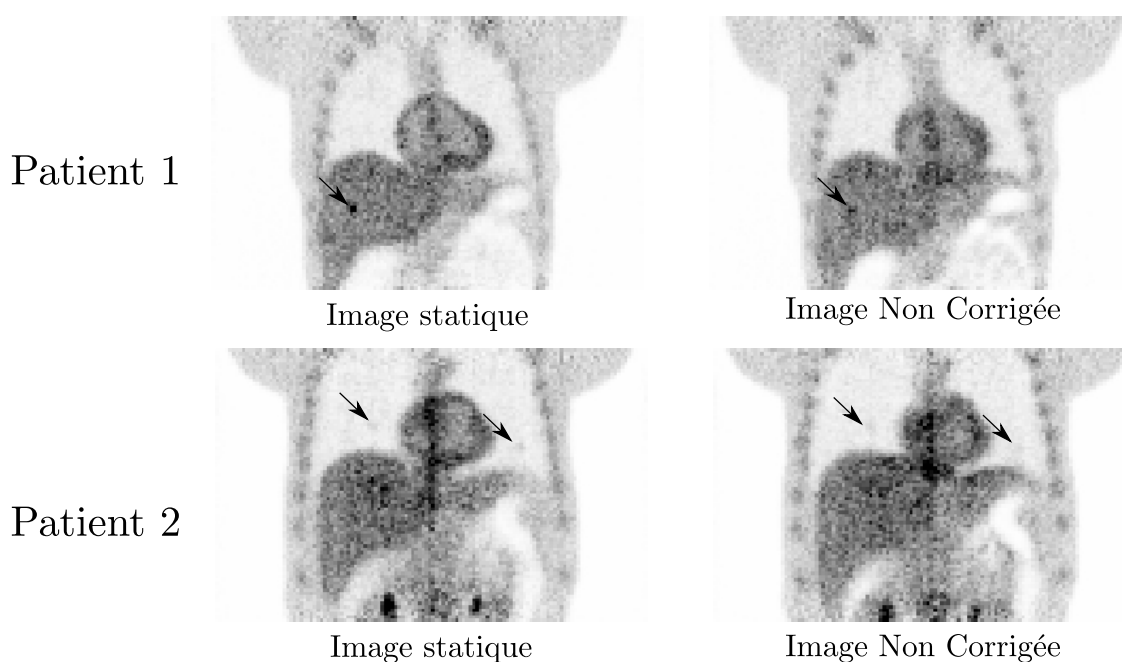 Patient 1
Image statique
Image Non Corrigée
Patient 2
Image statique
Image Non Corrigée